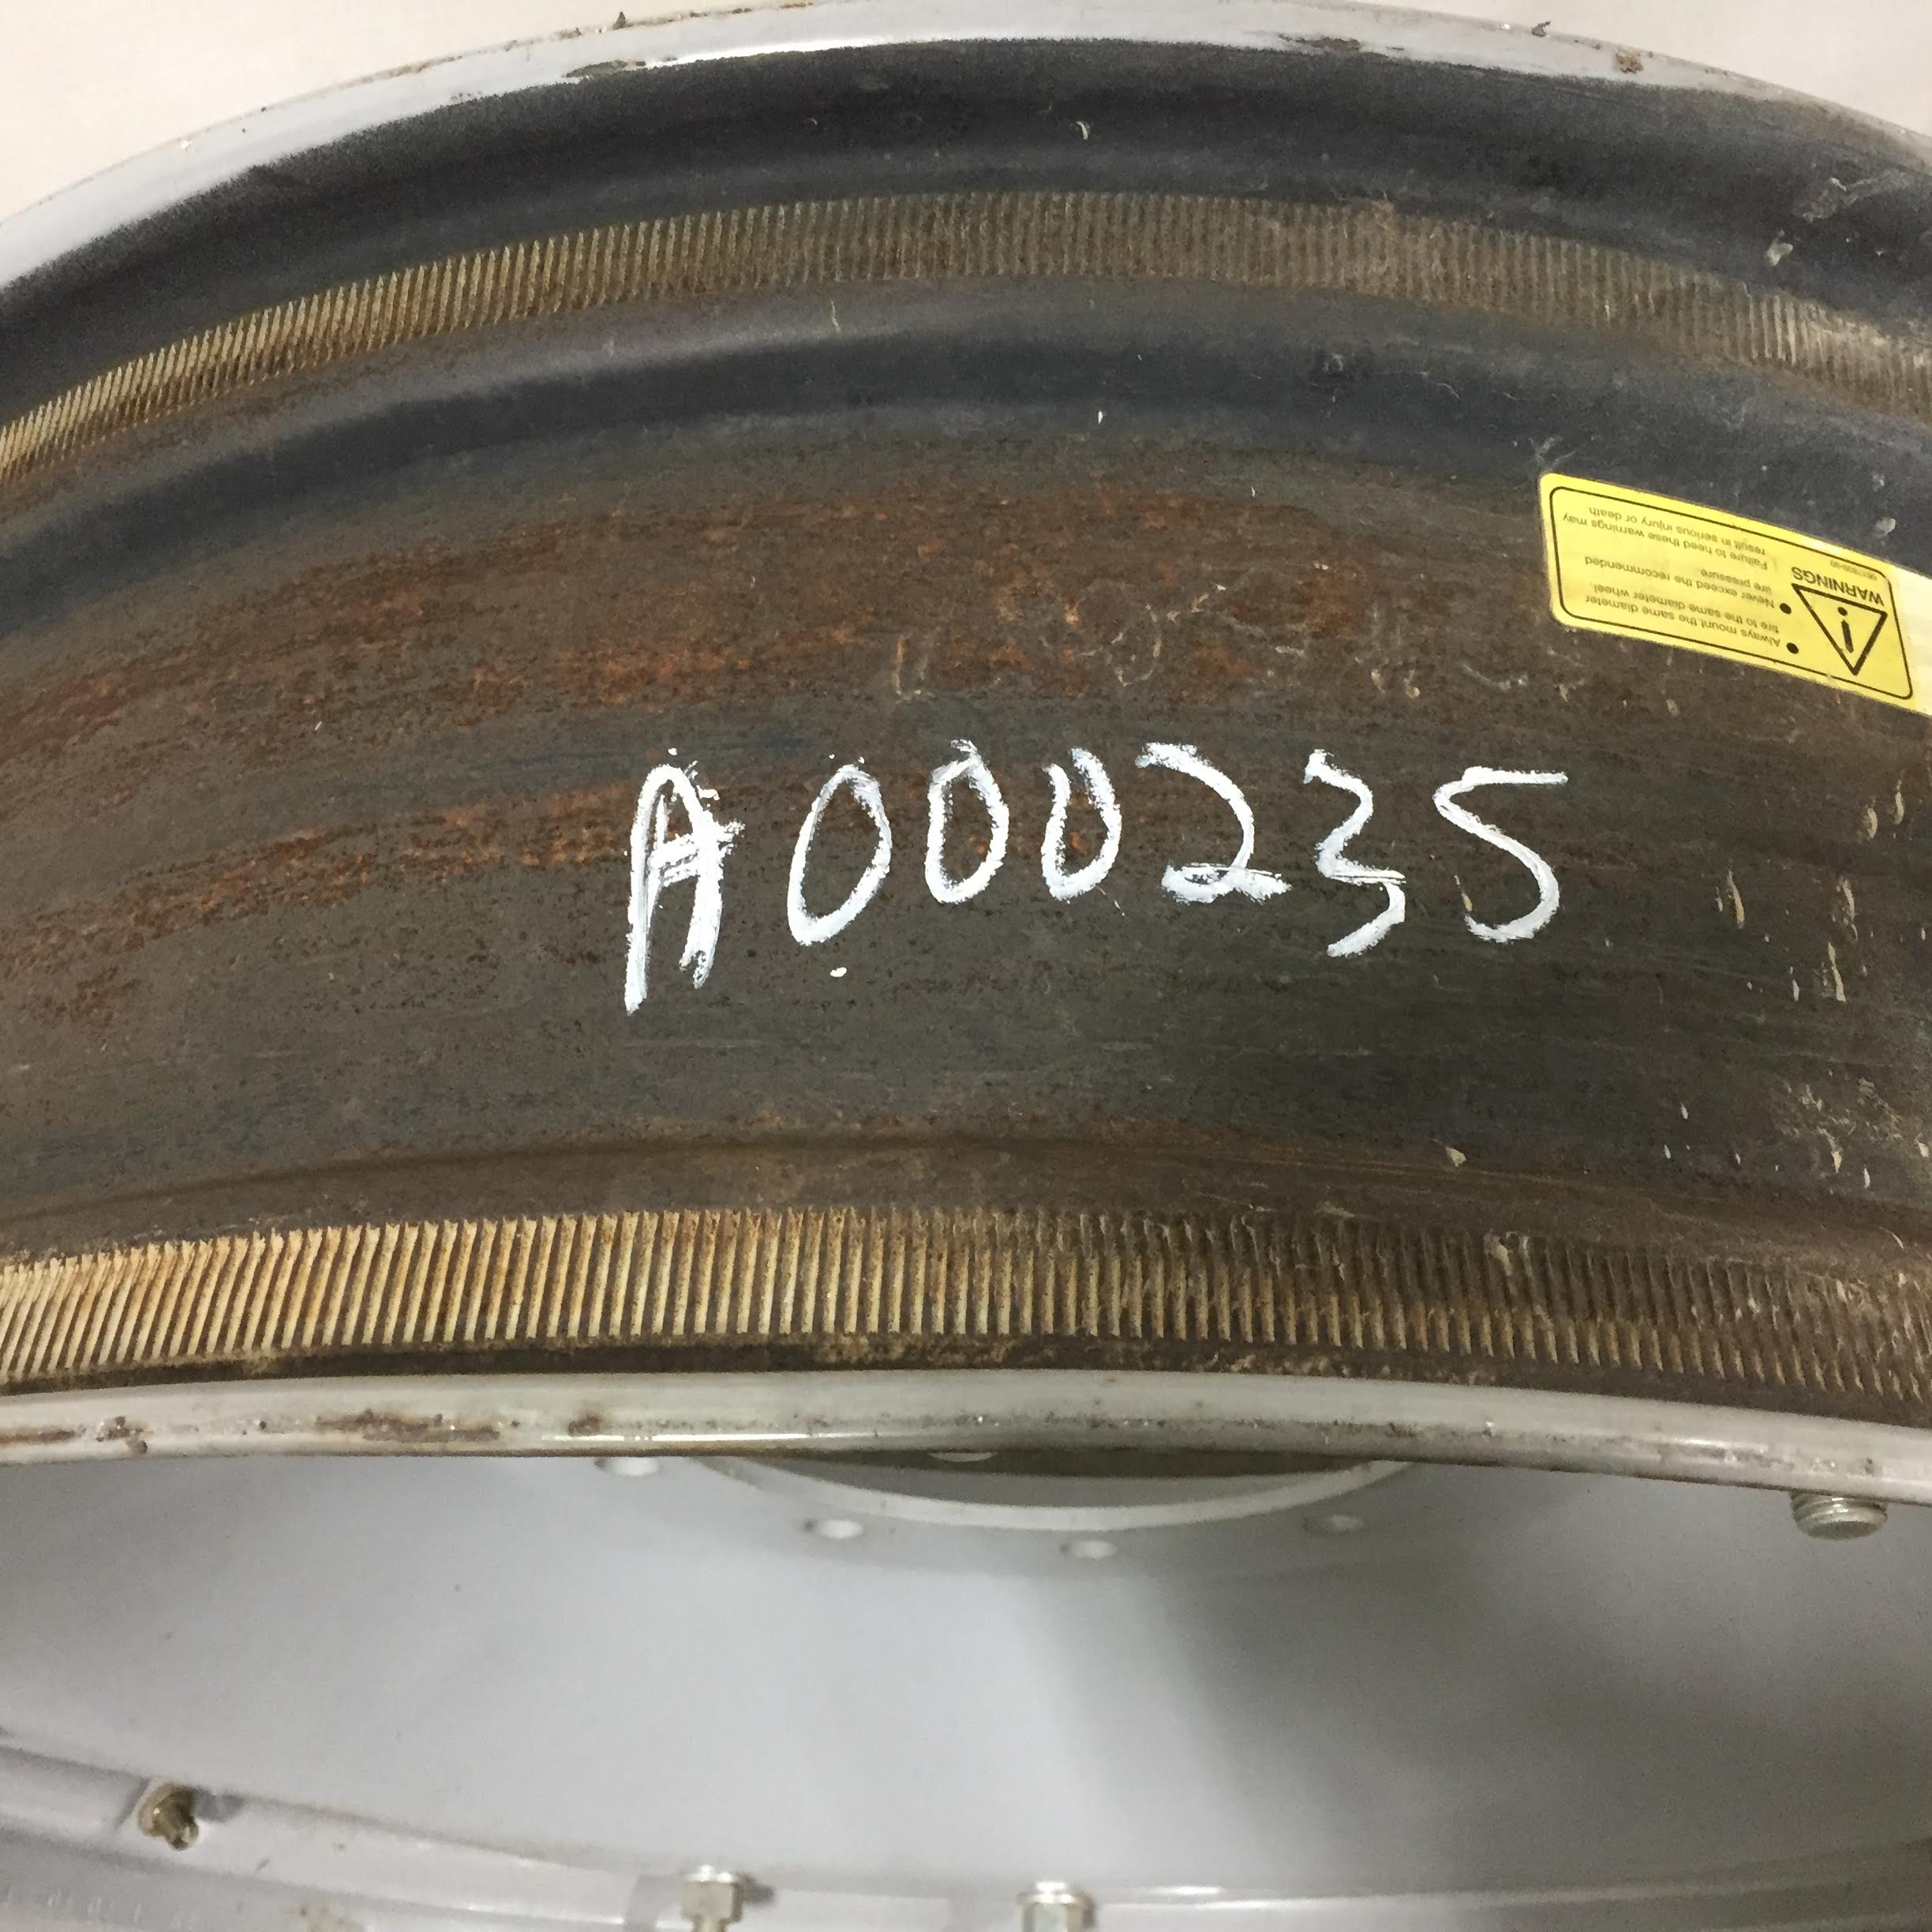 A000235
WARNINGS
• Always mount the same diameter
tire to the same diameter wheel.
• Never exceed the recommended
tire pressure.
Failure to heed these warnings may
result in serious injury or death.